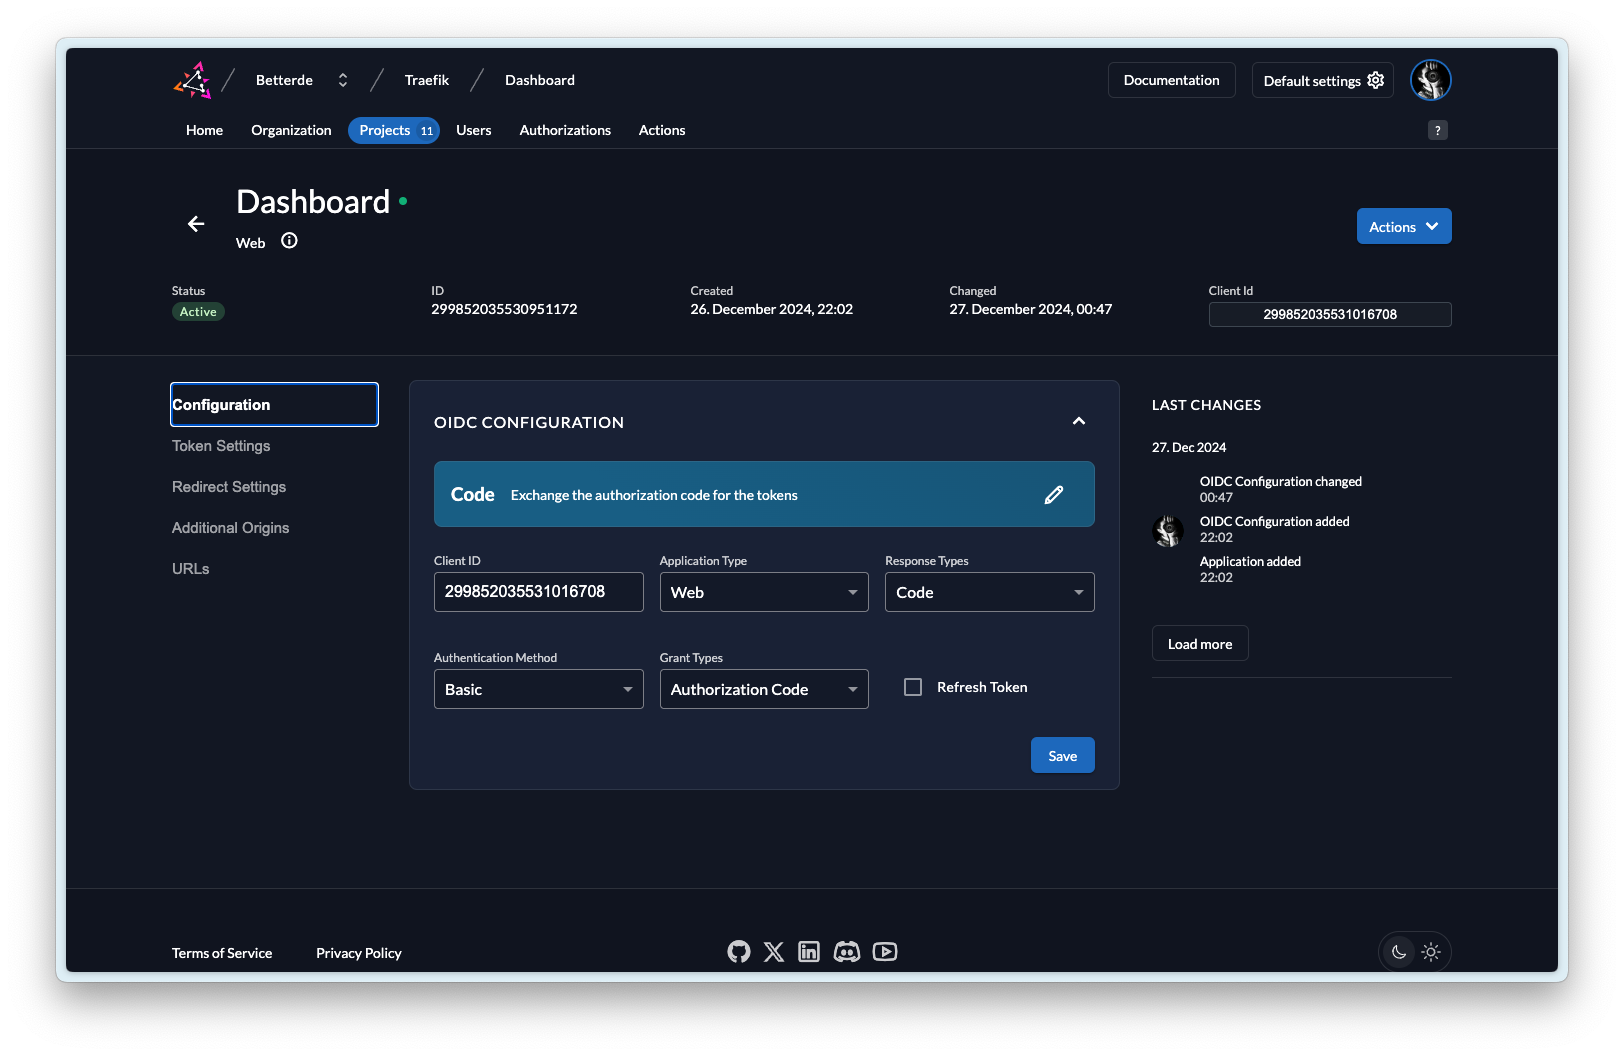 Betterde / Traefik / Dashboard
Documentation
Default settings
Home
Organization
Projects 11
Users
Authorizations
Actions
?
Dashboard
Web
Actions
Status
Active
ID
299852035530951172
Created
26. December 2024, 22:02
Changed
27. December 2024, 00:47
Client Id
299852035531016708
Configuration
Token Settings
Redirect Settings
Additional Origins
URLs
OIDC CONFIGURATION
Code Exchange the authorization code for the tokens
Client ID
299852035531016708
Application Type
Web
Response Types
Code
Authentication Method
Basic
Grant Types
Authorization Code
Refresh Token
Save
LAST CHANGES
27. Dec 2024
OIDC Configuration changed
00:47
OIDC Configuration added
22:02
Application added
22:02
Load more
Terms of Service
Privacy Policy